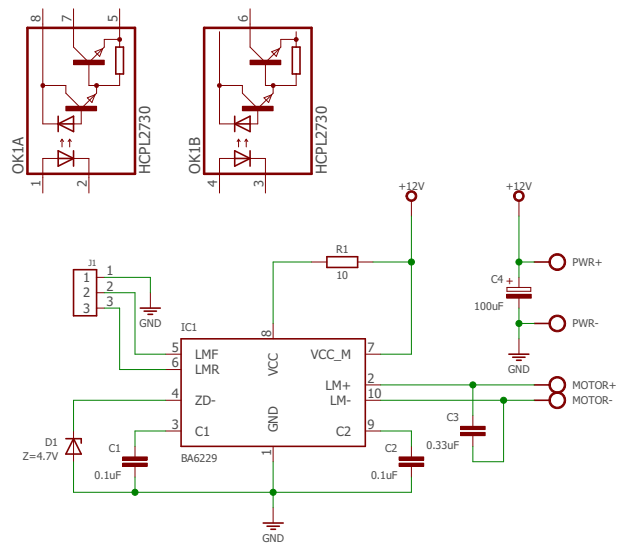 8 7 5
OK1A
HCPL2730
1 2
6
OK1B
HCPL2730
4 3
+12V
+12V
R1
10
J1
1 1
2 2
3 3
GND
C4
+
100uF
PWR+
PWR-
GND
IC1
8
VCC
5 LMF
6 LMR
4 ZD-
3 C1
VCC_M 7
LM+ 2
LM- 10
C2 9
GND
1
BA6229
MOTOR+
MOTOR-
C3
0.33uF
D1
Z=4.7V
C1
0.1uF
C2
0.1uF
GND